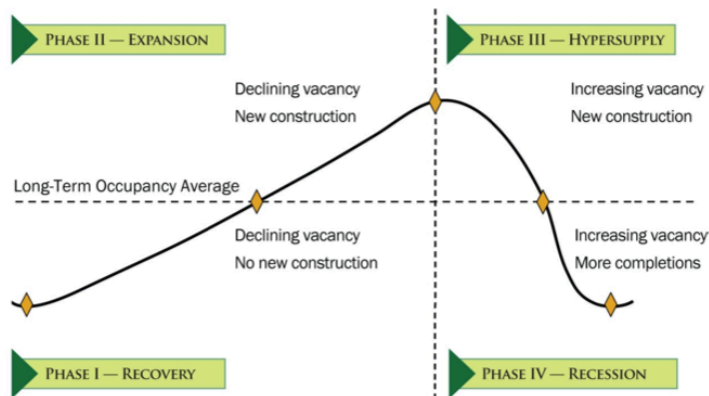 PHASE II — EXPANSION
PHASE III — HYPERSUPPLY
Declining vacancy
New construction
Increasing vacancy
New construction
Long-Term Occupancy Average
Declining vacancy
No new construction
Increasing vacancy
More completions
PHASE I — RECOVERY
PHASE IV — RECESSION